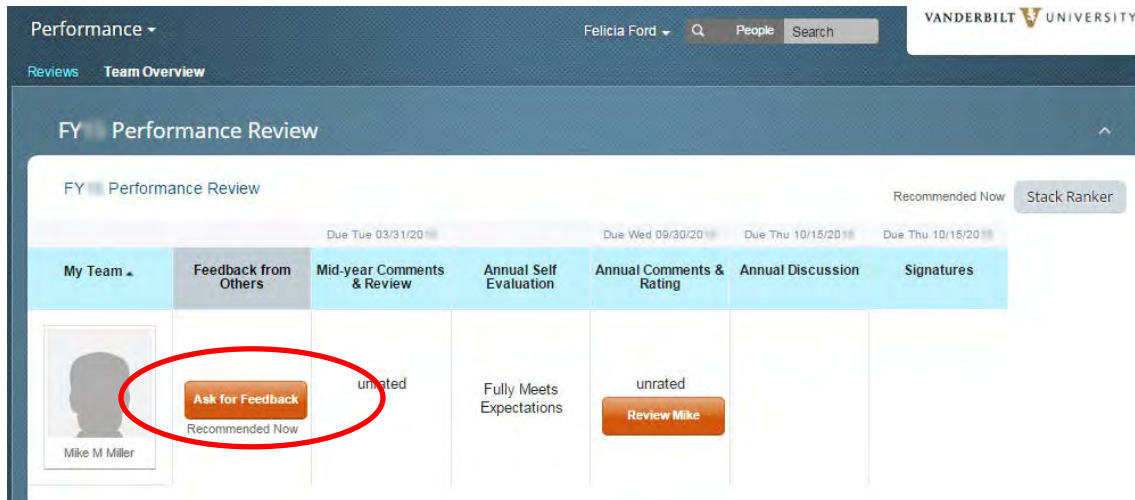 Performance
Felicia Ford
People
Search
VANDERBILT UNIVERSITY
Reviews
Team Overview
FY Performance Review
FY Performance Review
Recommended Now
Stack Ranker
Due Tue 03/31/20
Due Wed 09/30/20
Due Thu 10/15/20
Due Thu 10/15/20
My Team
Feedback from
Others
Mid-year Comments
& Review
Annual Self
Evaluation
Annual Comments &
Rating
Annual Discussion
Signatures
Ask for Feedback
Recommended Now
unrated
Fully Meets
Expectations
unrated
Review Mike
Mike M Miller